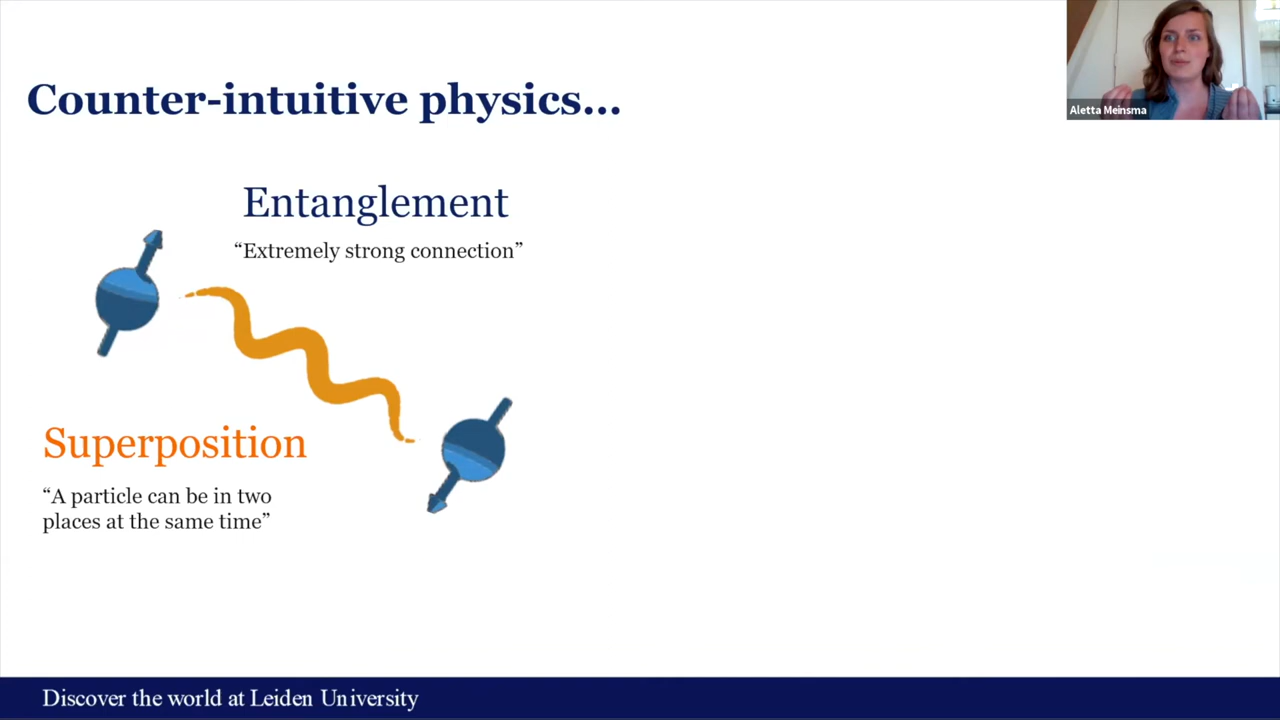 Counter-intuitive physics...
Aletta Meinsma
Entanglement
“Extremely strong connection”
Superposition
“A particle can be in two
places at the same time”
Discover the world at Leiden University